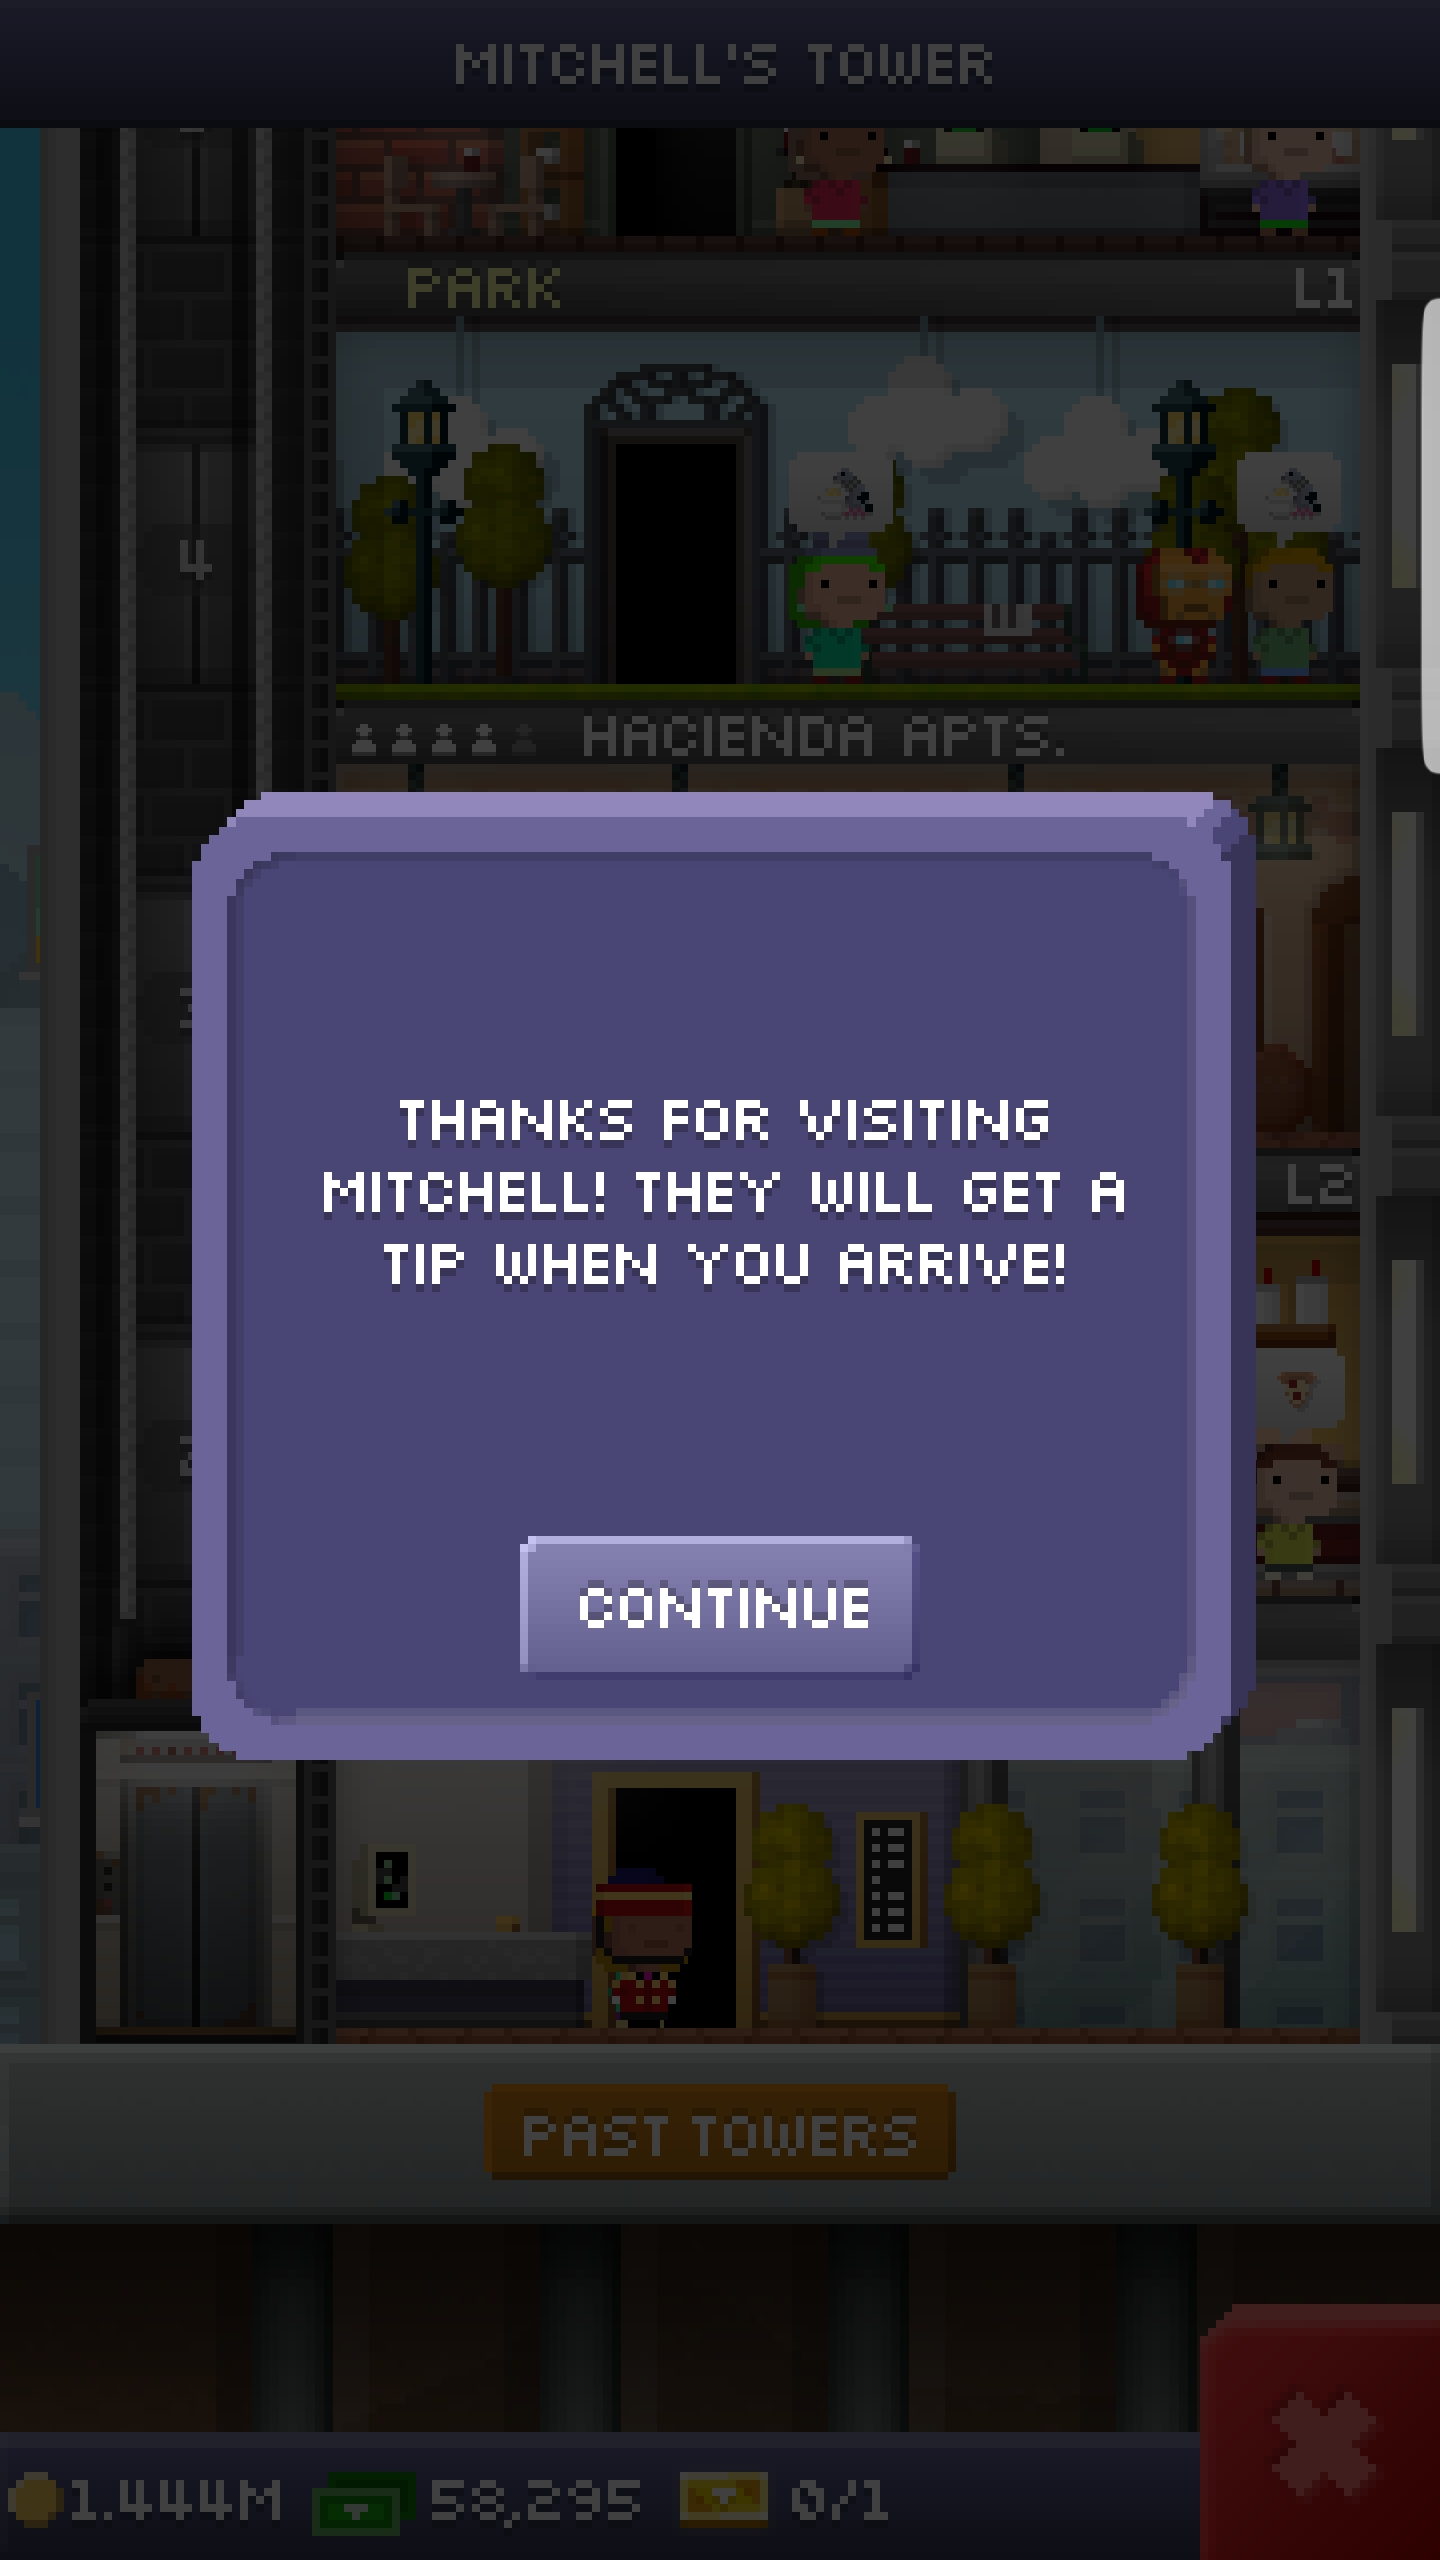 MITCHELL'S TOWER
PARK L1
4
HACIENDA APTS.
THANKS FOR VISITING
MITCHELL! THEY WILL GET A
TIP WHEN YOU ARRIVE!
L2
CONTINUE
PAST TOWERS
1.444M 58,295 0/1